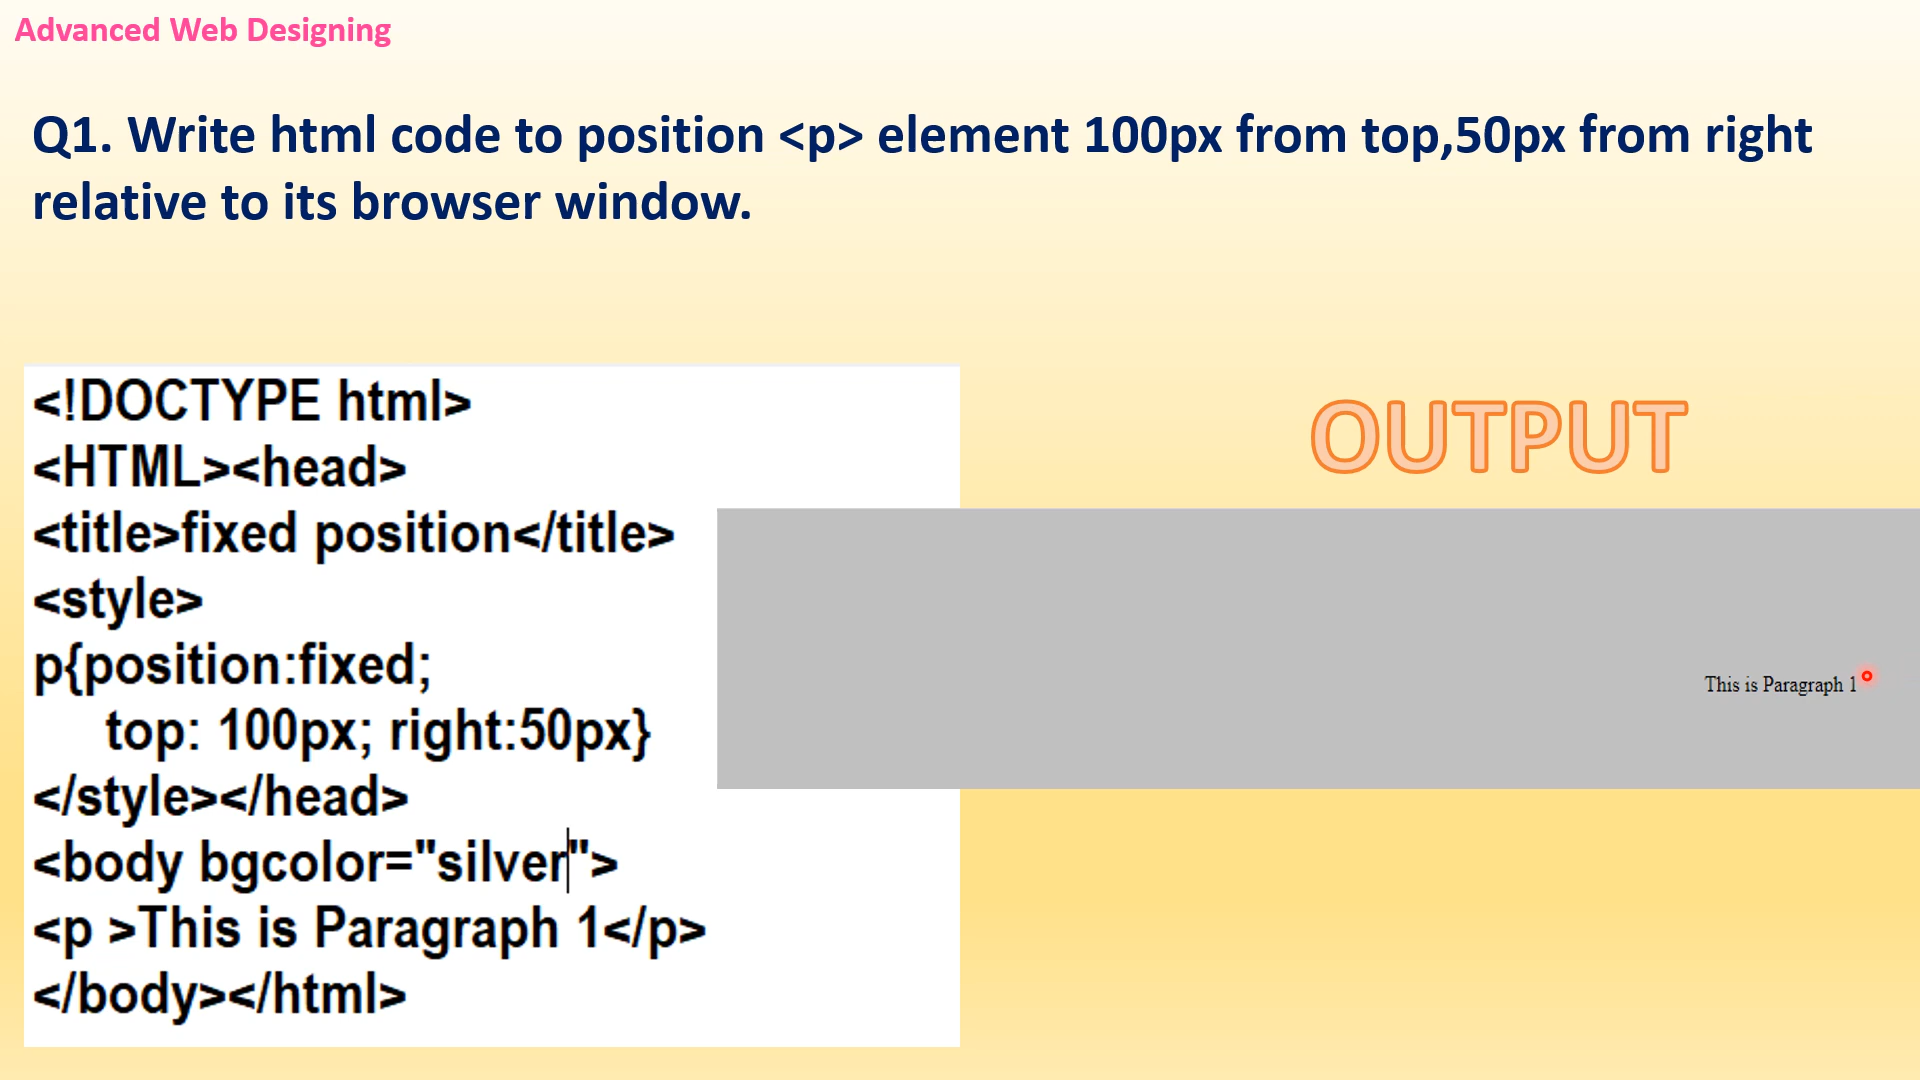 Advanced Web Designing
Q1. Write html code to position <p> element 100px from top,50px from right
relative to its browser window.
<!DOCTYPE html>
<HTML><head>
<title>fixed position</title>
<style>
p{position:fixed;
top: 100px; right:50px}
</style></head>
<body bgcolor="silver">
<p >This is Paragraph 1</p>
</body></html>
OUTPUT
This is Paragraph 1